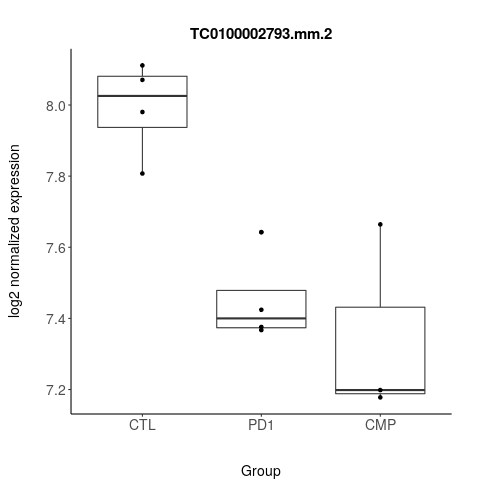 TC0100002793.mm.2
log2 normalized expression
8.0
7.8
7.6
7.4
7.2
CTL PD1 CMP
Group